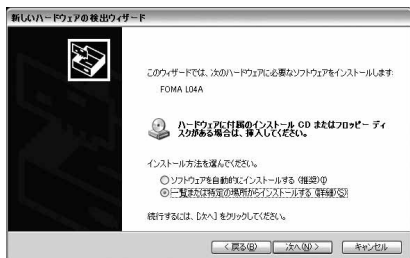 新しいハードウェアの検出ウィザード
このウィザードでは、次のハードウェアに必要なソフトウェアをインストールします:
FOMA L04A
ハードウェアに付属のインストール CD またはフロッピー ディ
スクがある場合は、挿入してください。
インストール方法を選んでください。
ソフトウェアを自動的にインストールする (推奨)(I)
一覧または特定の場所からインストールする (詳細)(S)
続行するには、[次へ] をクリックしてください。
< 戻る(B)
次へ(N) >
キャンセル